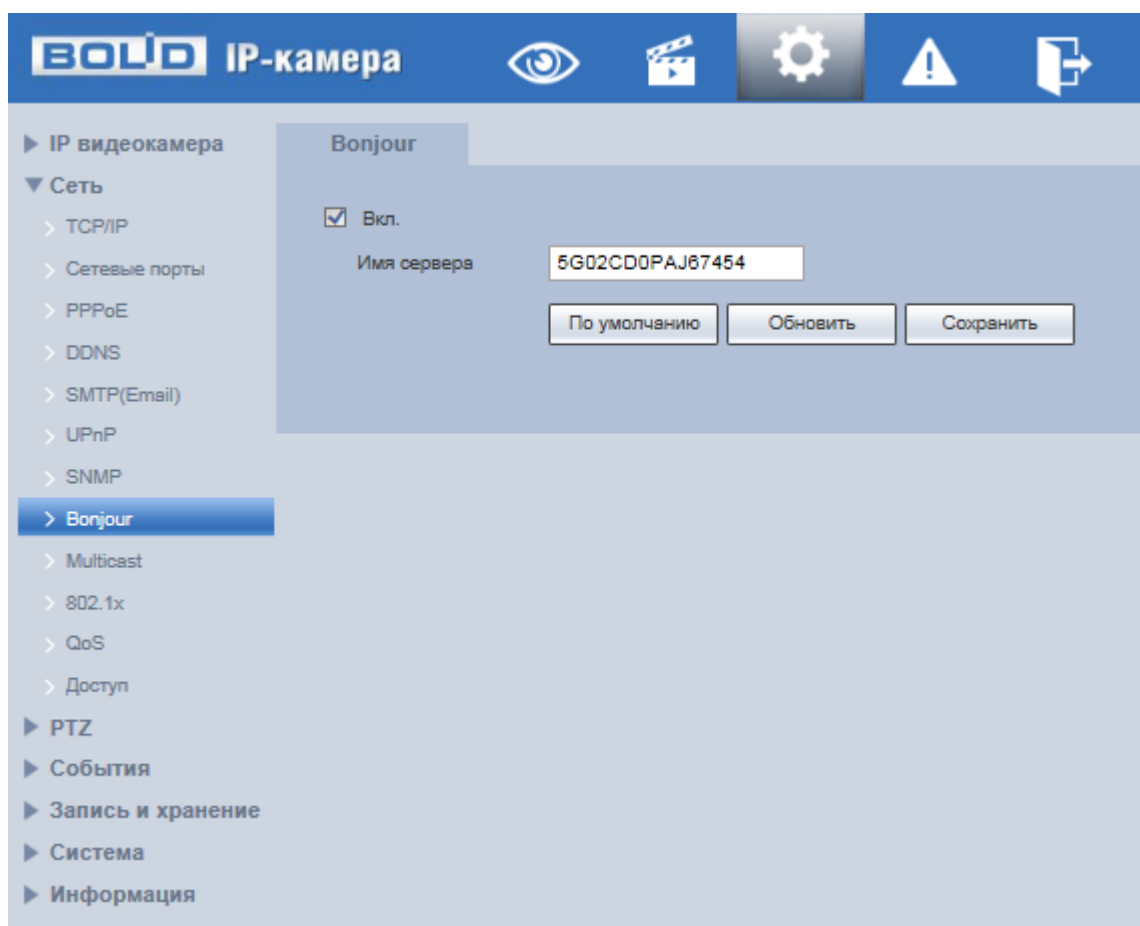 BOLID IP-камера
IP видеокамера
Сеть
TCP/IP
Сетевые порты
PPPoE
DDNS
SMTP(Email)
UPnP
SNMP
Bonjour
Multicast
802.1x
QoS
Доступ
PTZ
События
Запись и хранение
Система
Информация
Bonjour
Вкл.
Имя сервера 5G02CD0PAJ67454
По умолчанию Обновить Сохранить